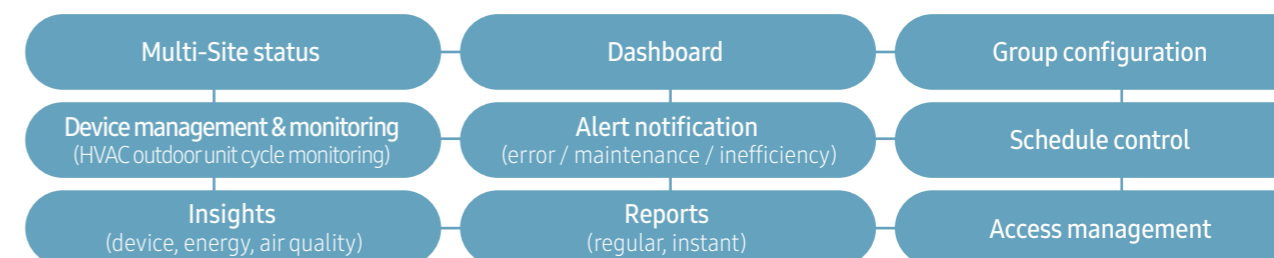 Multi-Site status
Dashboard
Group configuration
Device management & monitoring
(HVAC outdoor unit cycle monitoring)
Alert notification
(error / maintenance / inefficiency)
Schedule control
Insights
(device, energy, air quality)
Reports
(regular, instant)
Access management